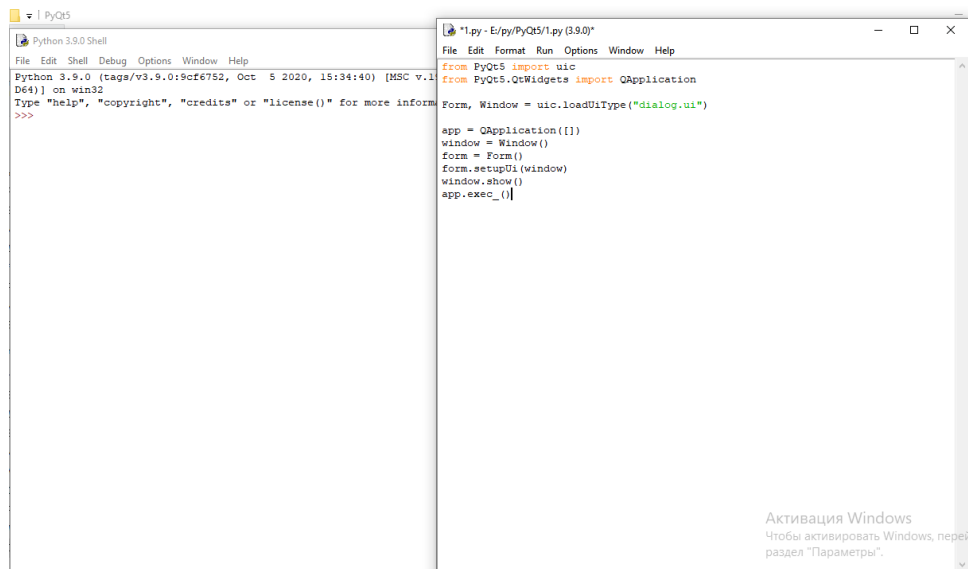 PyQt5
Python 3.9.0 Shell
File Edit Shell Debug Options Window Help
Python 3.9.0 (tags/v3.9.0:9cf6752, Oct  5 2020, 15:34:40) [MSC v.1
D64)] on win32
Type "help", "copyright", "credits" or "license()" for more inform
>>>
*1.py - E:/py/PyQt5/1.py (3.9.0)*
File Edit Format Run Options Window Help
from PyQt5 import uic
from PyQt5.QtWidgets import QApplication
Form, Window = uic.loadUiType("dialog.ui")
app = QApplication([])
window = Window()
form = Form()
form.setupUi(window)
window.show()
app.exec_()
Активация Windows
Чтобы активировать Windows, перей
раздел "Параметры".